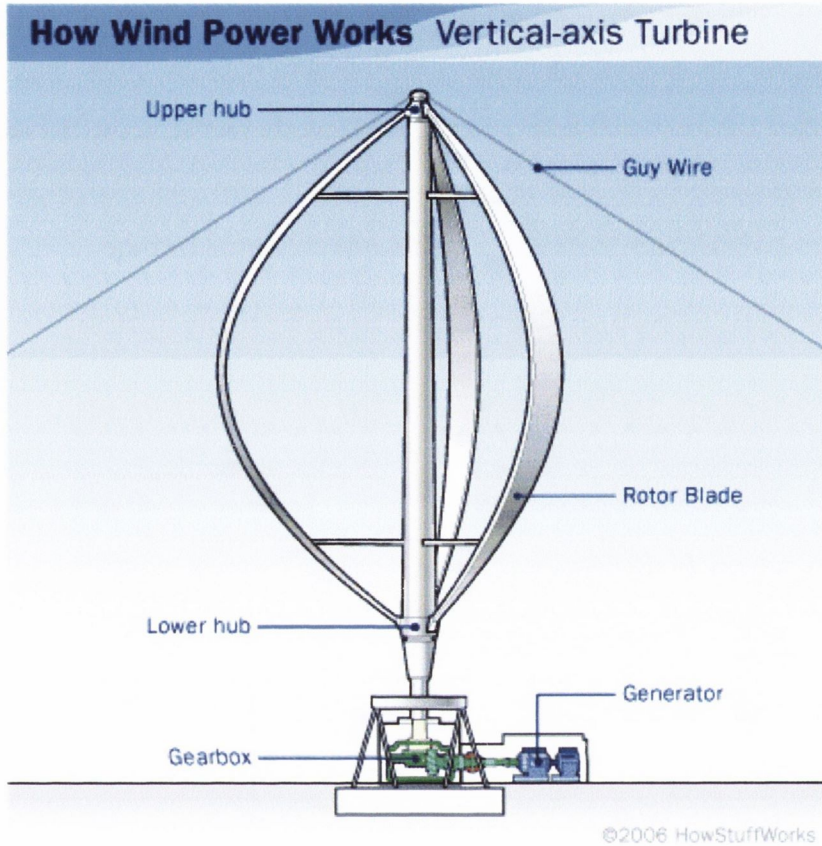 How Wind Power Works Vertical-axis Turbine
Upper hub
Guy Wire
Rotor Blade
Lower hub
Generator
Gearbox
©2006 HowStuffWorks